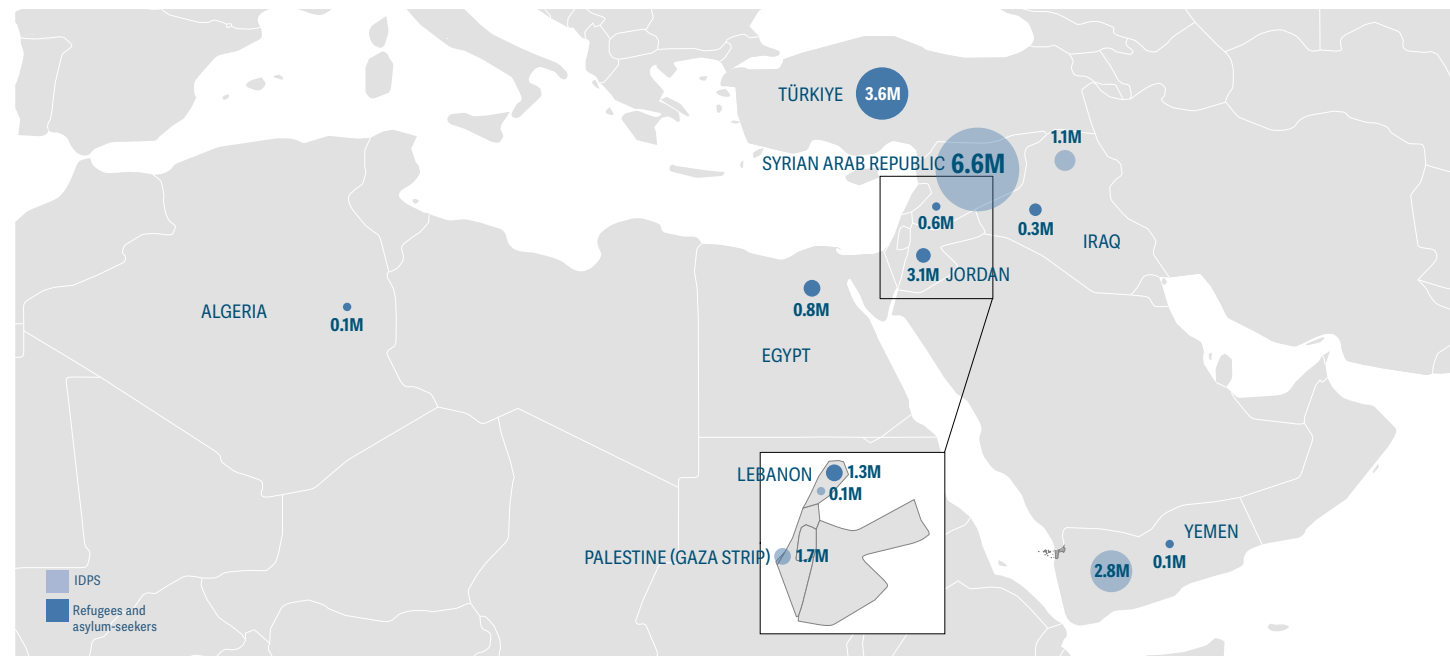 TÜRKIYE
3.6M
1.1M
SYRIAN ARAB REPUBLIC
6.6M
0.6M
0.3M
IRAQ
3.1M
JORDAN
ALGERIA
0.1M
0.8M
EGYPT
LEBANON
1.3M
0.1M
PALESTINE (GAZA STRIP)
1.7M
YEMEN
0.1M
2.8M
IDPS
Refugees and
asylum-seekers